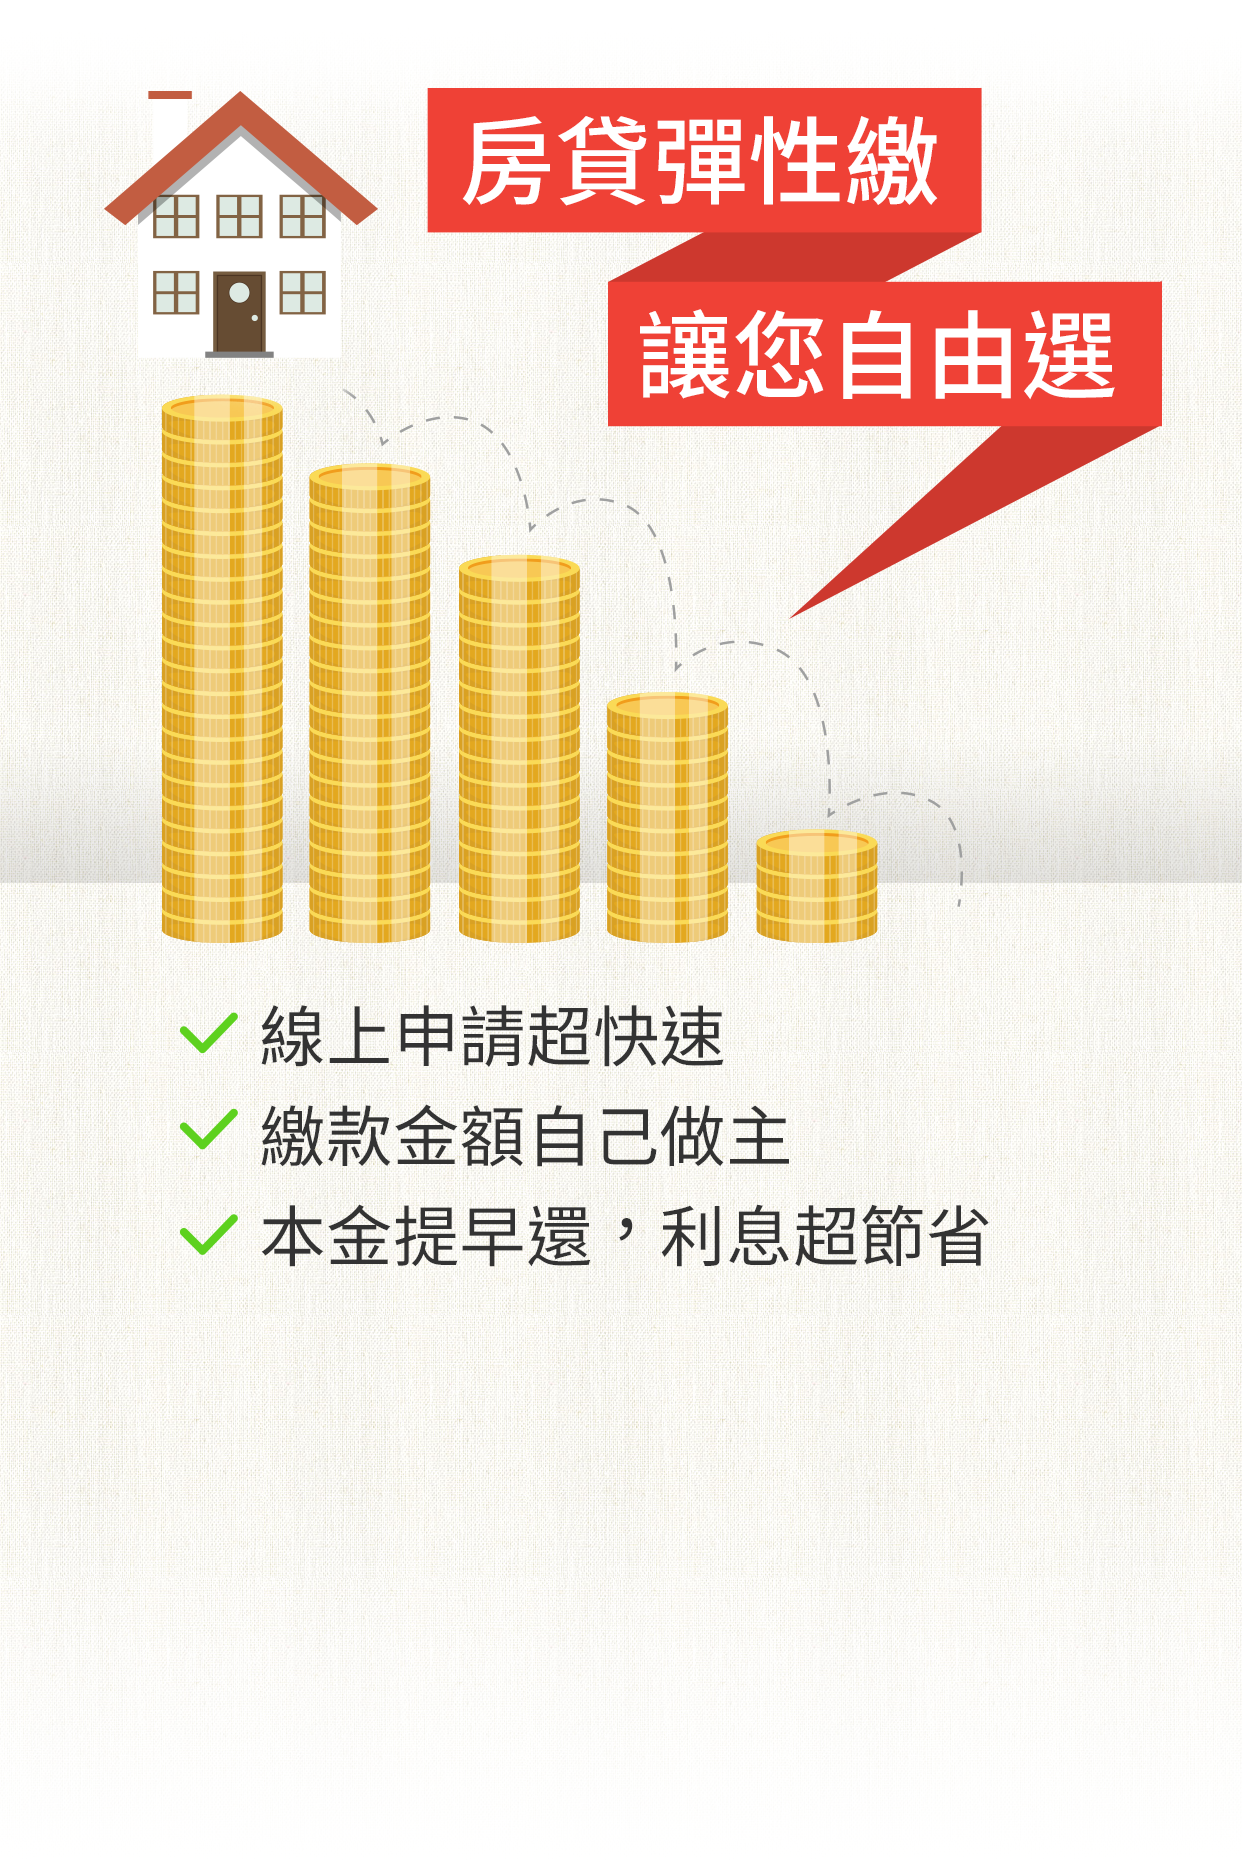 房貸彈性繳
讓您自由選
線上申請超快速
繳款金額自己做主
本金提早還，利息超節省